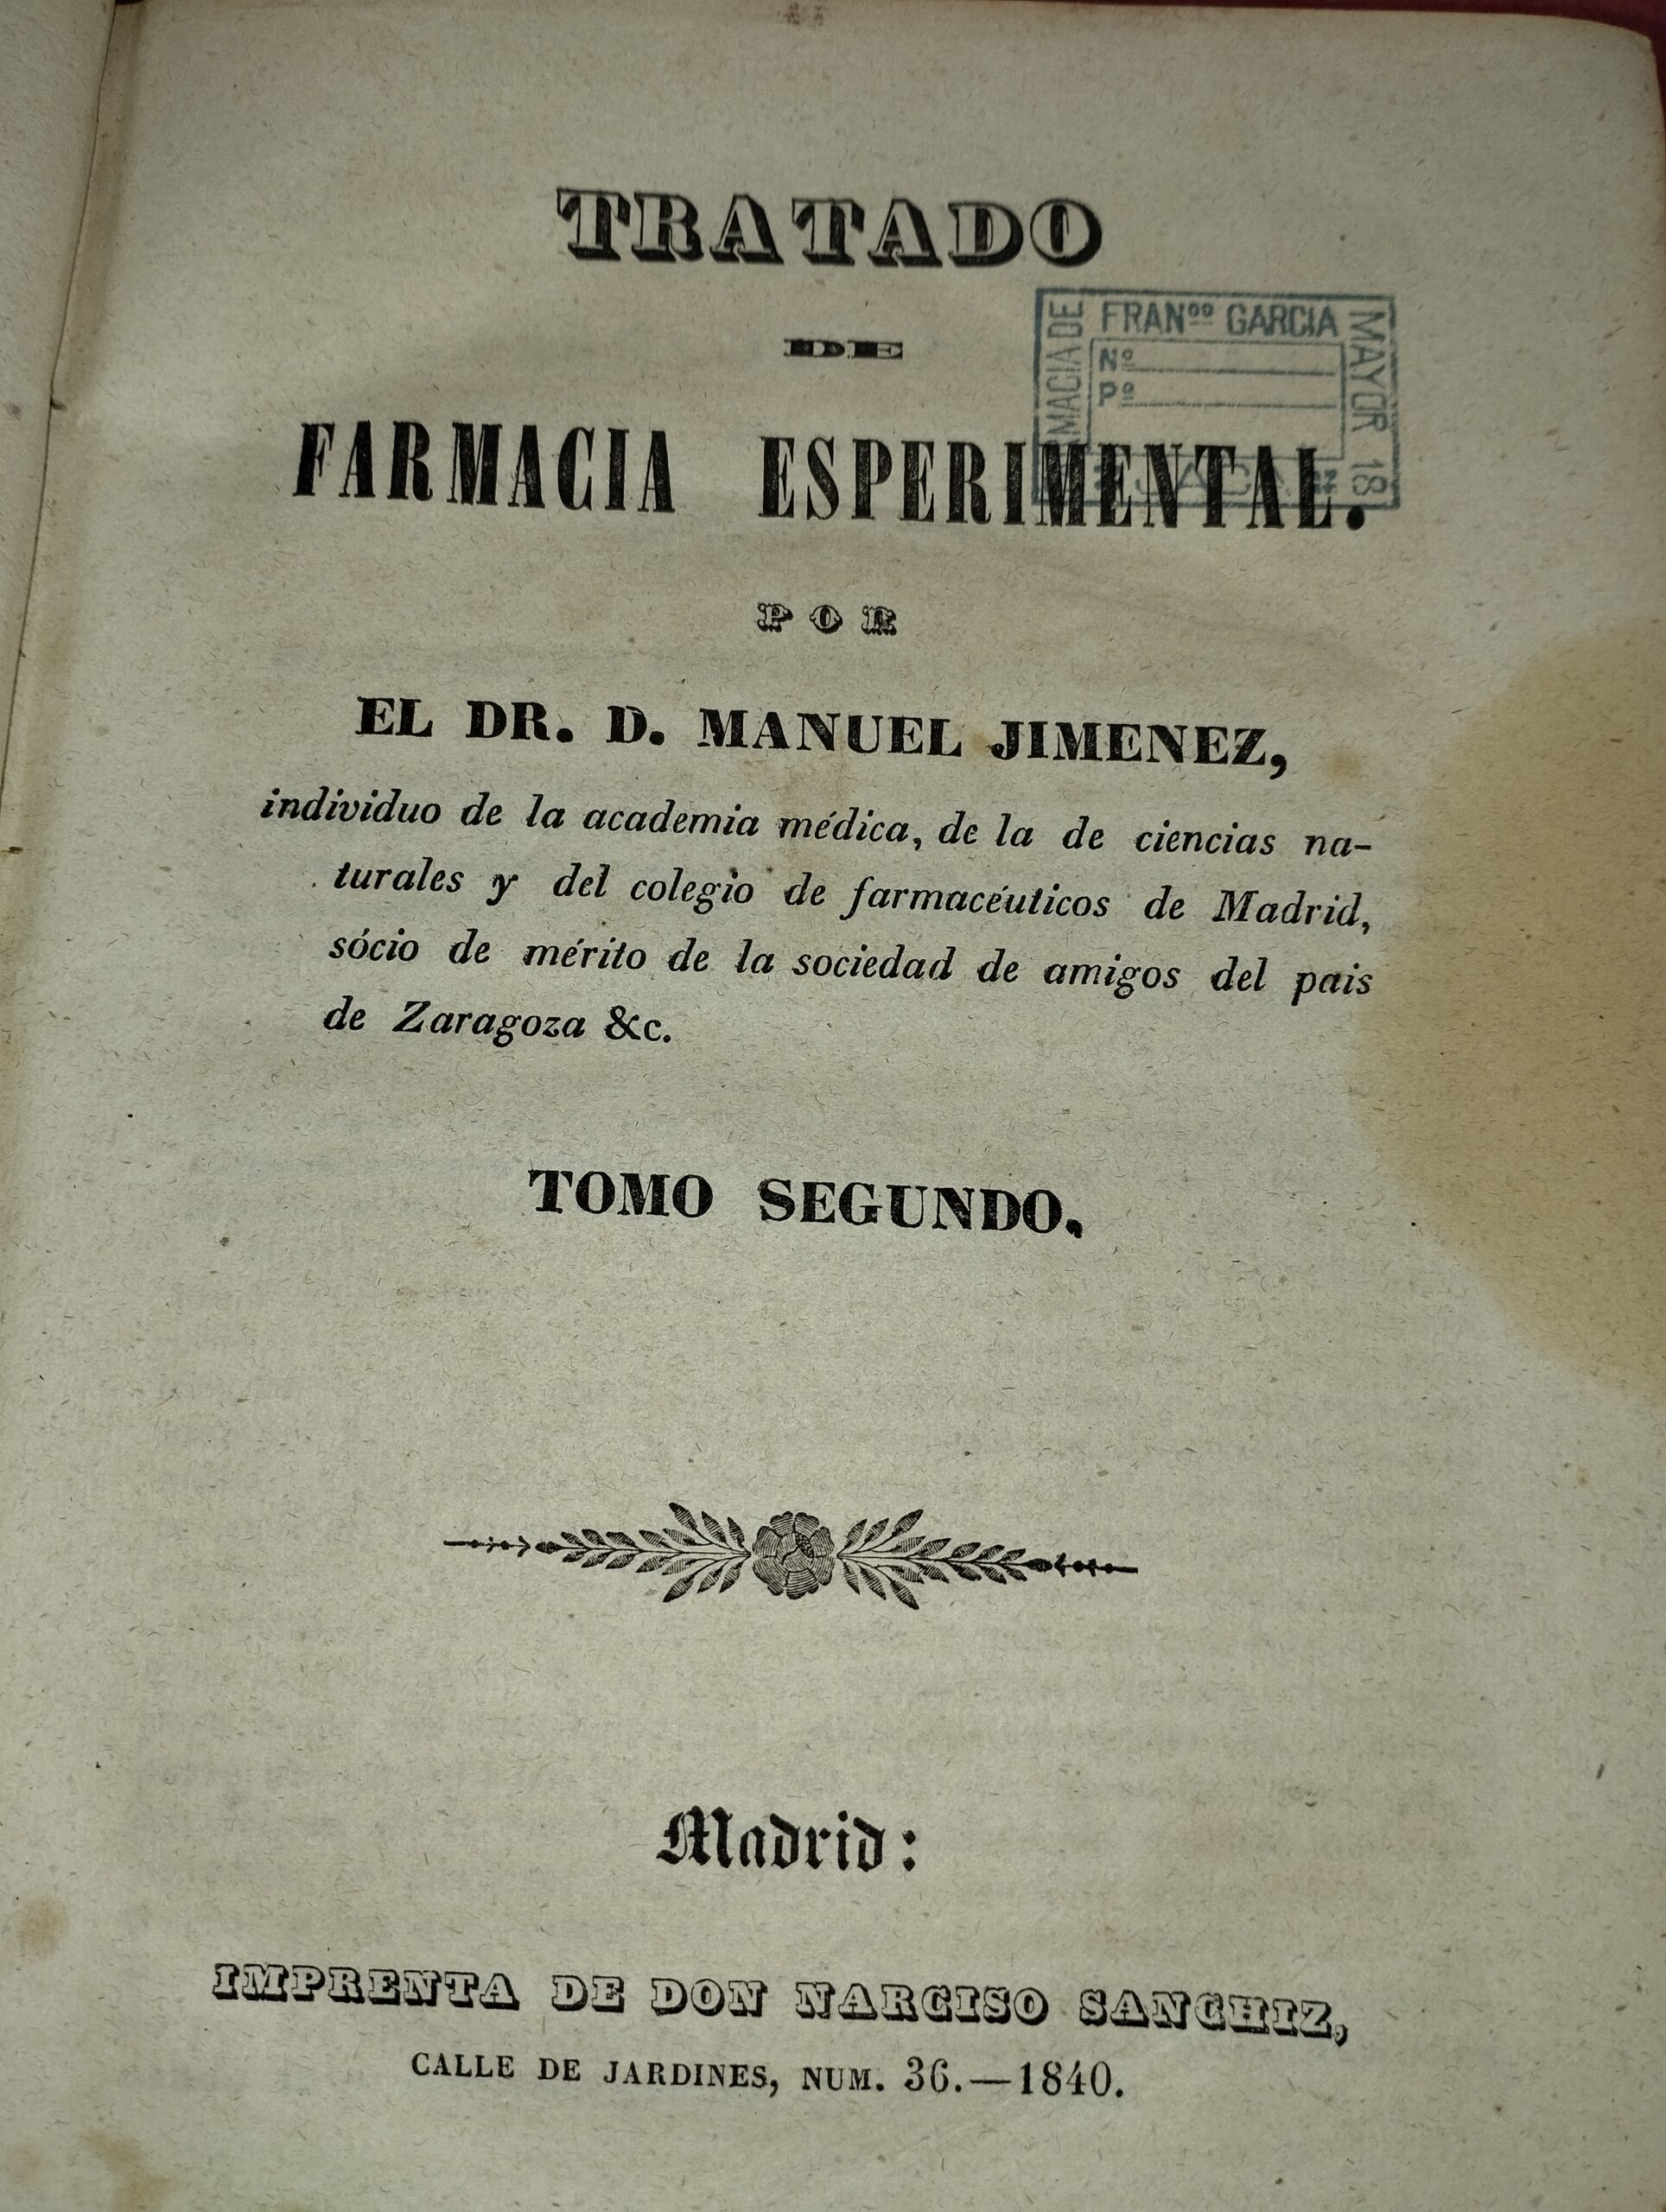 TRATADO
DE
FARMACIA ESPERIMENTAL.
POR
EL DR. D. MANUEL JIMENEZ,
individuo de la academia médica, de la de ciencias na-
turales y del colegio de farmacéuticos de Madrid,
sócio de mérito de la sociedad de amigos del pais
de Zaragoza &c.
TOMO SEGUNDO.
Madrid:
IMPRENTA DE DON NARCISO SANCHIZ,
CALLE DE JARDINES, NUM. 36.—1840.
MACIA DE
FRANco GARCIA
MAYOR 18
Nº
Pº